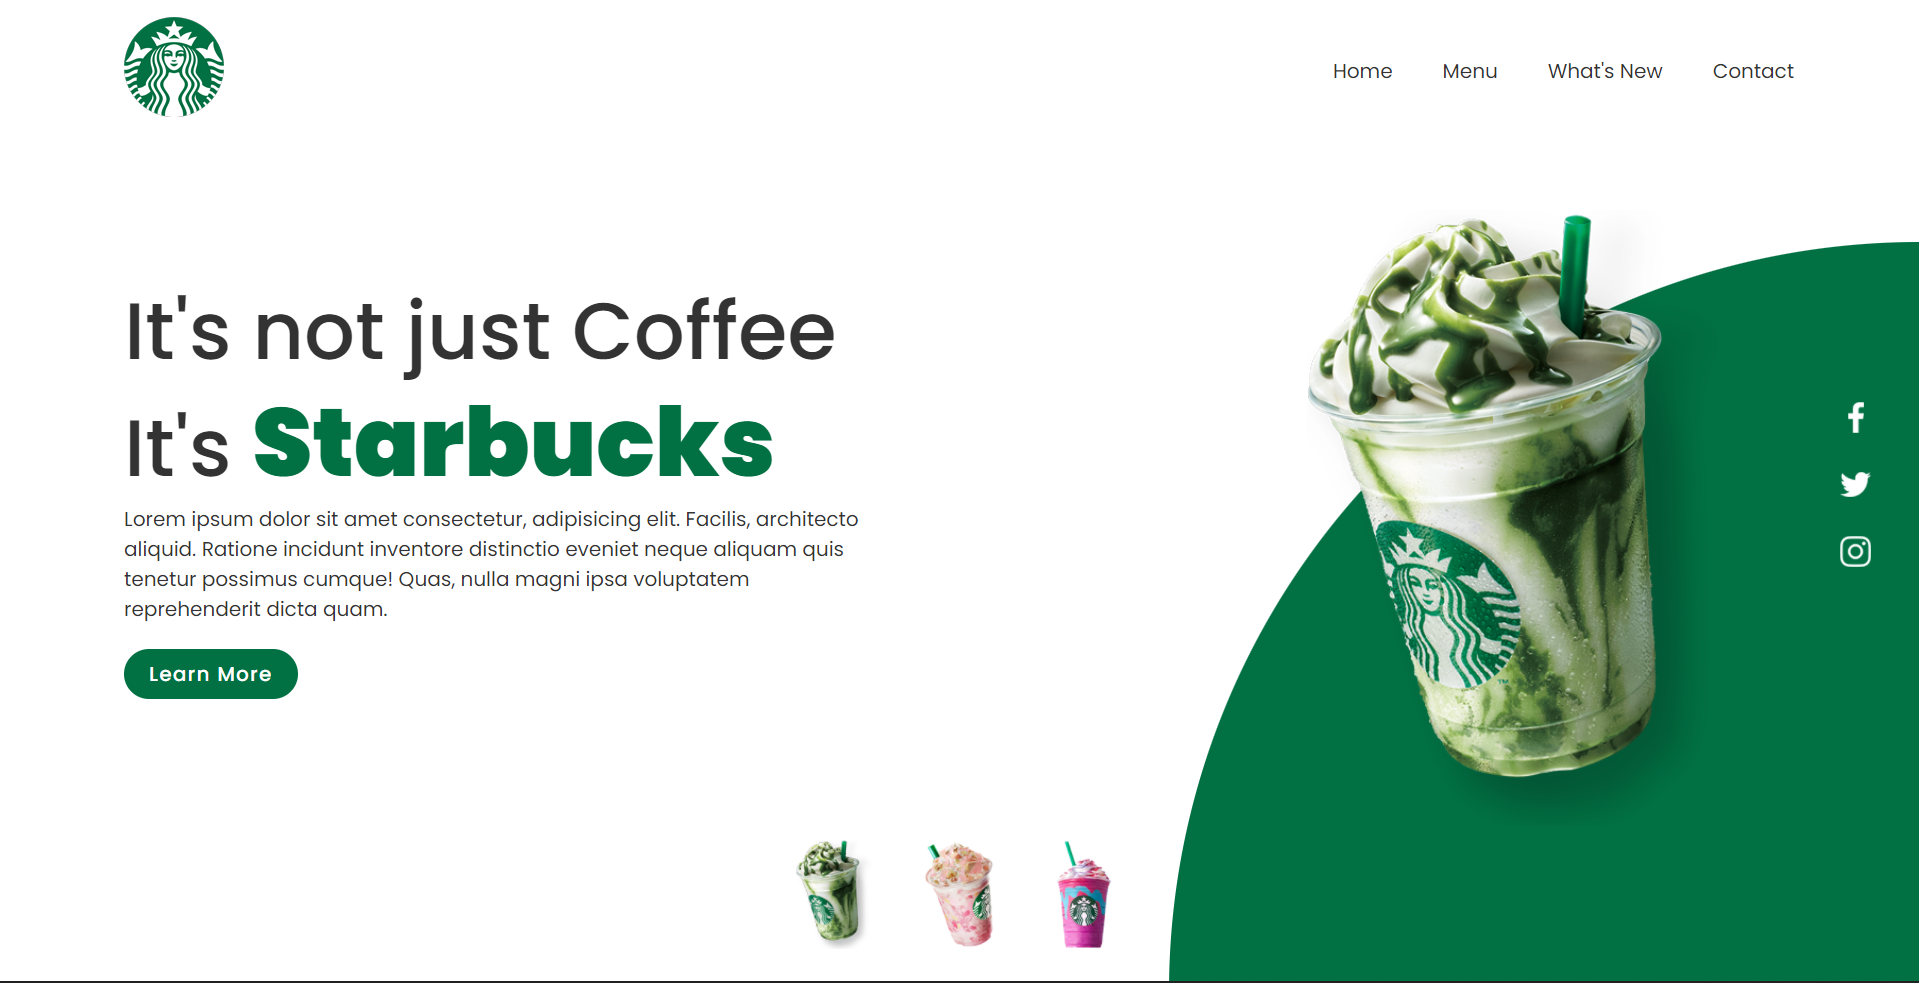 Home Menu What's New Contact
It's not just Coffee
It's Starbucks
Lorem ipsum dolor sit amet consectetur, adipisicing elit. Facilis, architecto
aliquid. Ratione incidunt inventore distinctio eveniet neque aliquam quis
tenetur possimus cumque! Quas, nulla magni ipsa voluptatem
reprehenderit dicta quam.
Learn More
TM